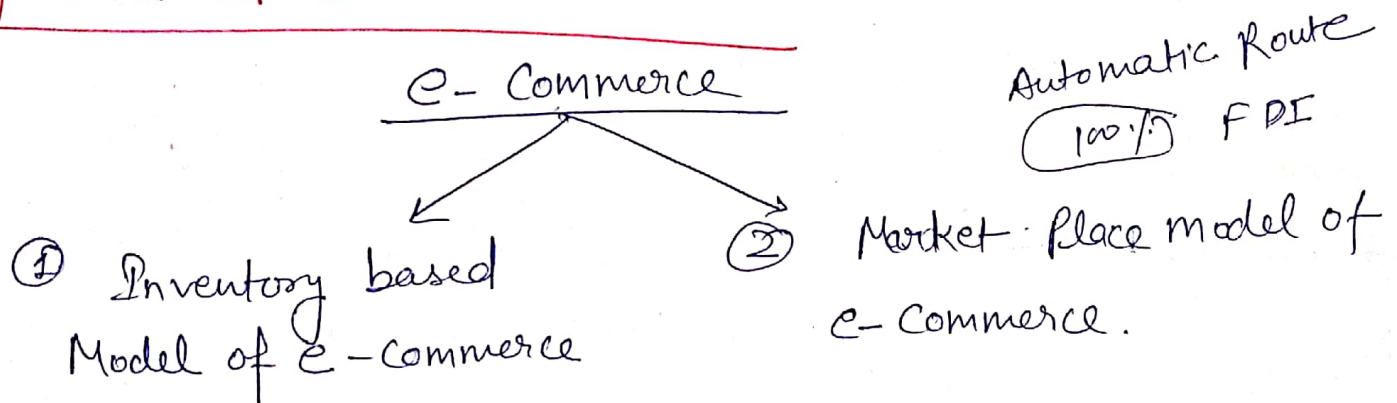 e- Commerce
Automatic Route
100% FDI
① Inventory based
Model of e-commerce
② Market Place model of
e- Commerce.